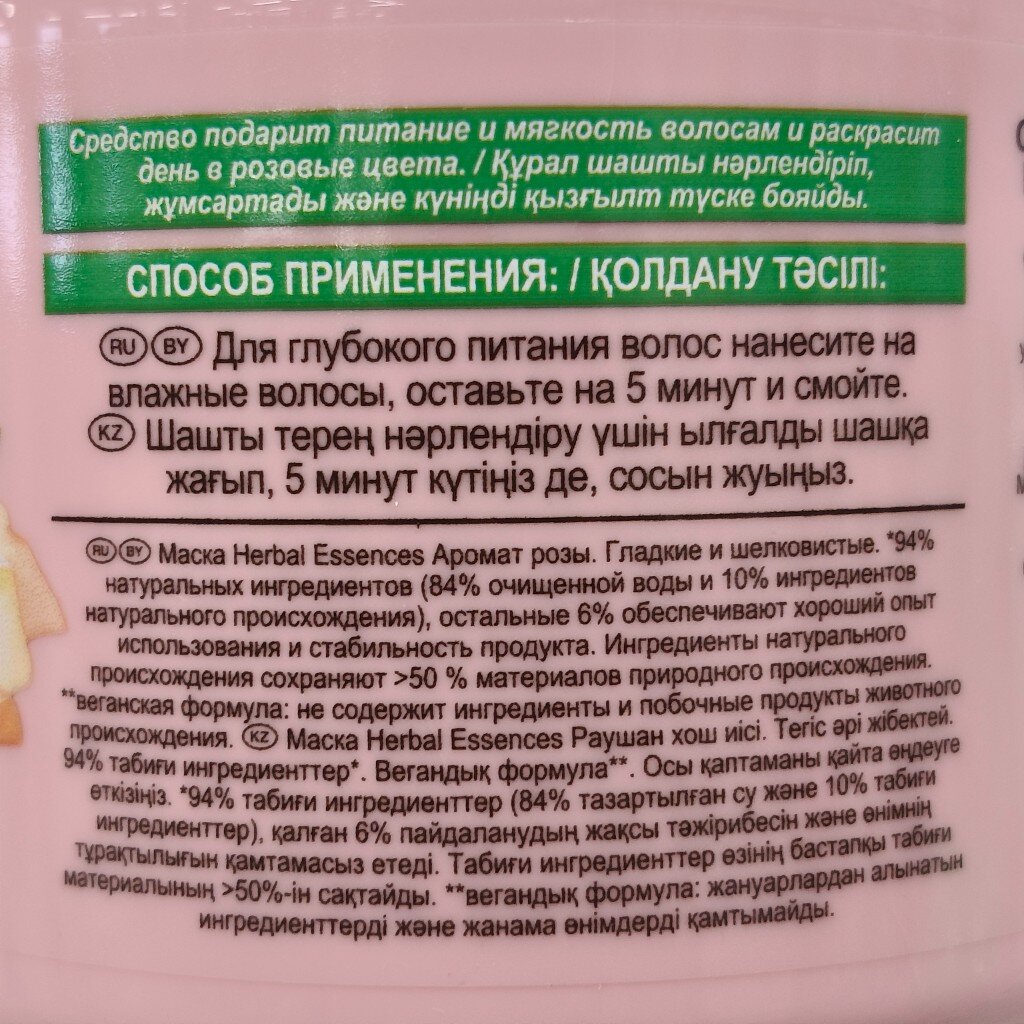 Средство подарит питание и мягкость волосам и раскрасит
день в розовые цвета. / Құрал шашты нәрлендіріп,
жұмсартады және күніңді қызғылт түске бояйды.
СПОСОБ ПРИМЕНЕНИЯ: / ҚОЛДАНУ ТӘСІЛІ:
RU BY Для глубокого питания волос нанесите на
влажные волосы, оставьте на 5 минут и смойте.
KZ Шашты терең нәрлендіру үшін ылғалды шашқа
жағып, 5 минут күтіңіз де, сосын жуыңыз.
RU BY Маска Herbal Essences Аромат розы. Гладкие и шелковистые. *94%
натуральных ингредиентов (84% очищенной воды и 10% ингредиентов
натурального происхождения), остальные 6% обеспечивают хороший опыт
использования и стабильность продукта. Ингредиенты натурального
происхождения сохраняют >50 % материалов природного происхождения.
**веганская формула: не содержит ингредиенты и побочные продукты животного
происхождения. KZ Маска Herbal Essences Раушан хош иісі. Тегіс әрі жібектей.
94% табиғи ингредиенттер*. Вегандық формула**. Осы қаптаманы қайта өңдеуге
өткізіңіз. *94% табиғи ингредиенттер (84% тазартылған су және 10% табиғи
ингредиенттер), қалған 6% пайдаланудың жақсы тәжірибесін және өнімнің
тұрақтылығын қамтамасыз етеді. Табиғи ингредиенттер өзінің бастапқы табиғи
материалының >50%-ін сақтайды. **вегандық формула: жануарлардан алынатын
ингредиенттерді және жанама өнімдерді қамтымайды.